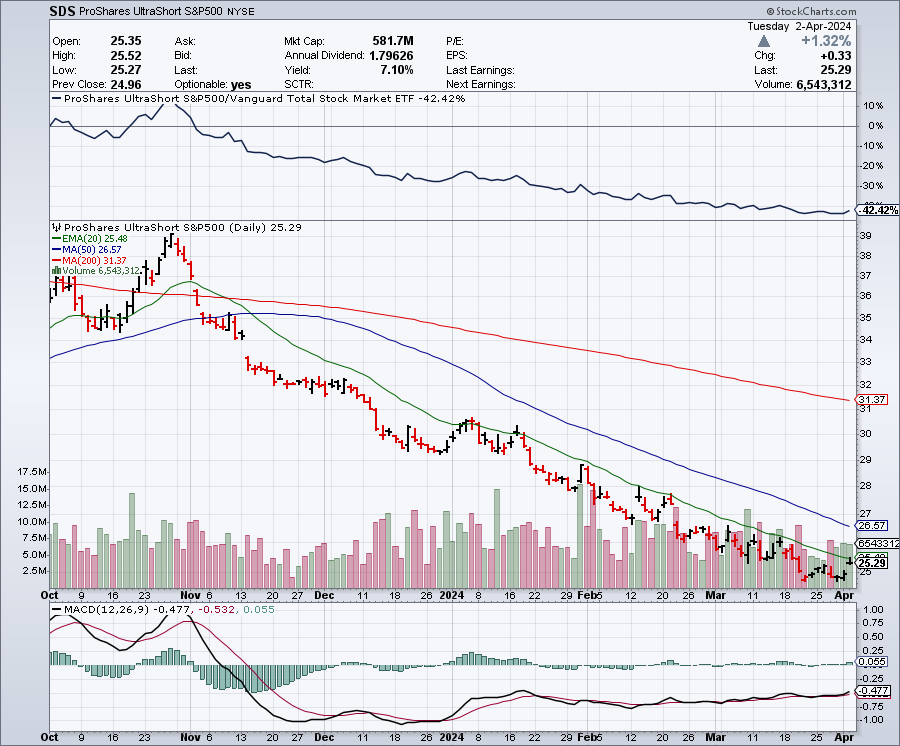 SDS ProShares UltraShort S&P500 NYSE © StockCharts.com
Tuesday 2-Apr-2024
Open: 25.35 Ask: Mkt Cap: 581.7M P/E: +1.32%
High: 25.52 Bid: Annual Dividend: 1.79626 EPS: Chg: +0.33
Low: 25.27 Last: Yield: 7.10% Last Earnings: Last: 25.29
Prev Close: 24.96 Optionable: yes SCTR: Next Earnings: Volume: 6,543,312
ProShares UltraShort S&P500/Vanguard Total Stock Market ETF -42.42%
10%
0%
-10%
-20%
-30%
-42.42%
ProShares UltraShort S&P500 (Daily) 25.29
EMA(20) 25.48
MA(50) 26.57
MA(200) 31.37
Volume 6,543,312
39
38
37
36
35
34
33
32
31.37
31
30
29
28
27
26.57
6543312
25.29
25
17.5M
15.0M
12.5M
10.0M
7.5M
5.0M
2.5M
Oct 9 16 23 Nov 6 13 20 27 Dec 11 18 26 2024 8 16 22 29 Feb 5 12 20 26 Mar 11 18 25 Apr
MACD(12,26,9) -0.477, -0.532, 0.055
1.00
0.75
0.50
0.25
0.055
-0.25
-0.477
-0.75
-1.00
Oct 9 16 23 Nov 6 13 20 27 Dec 11 18 26 2024 8 16 22 29 Feb 5 12 20 26 Mar 11 18 25 Apr